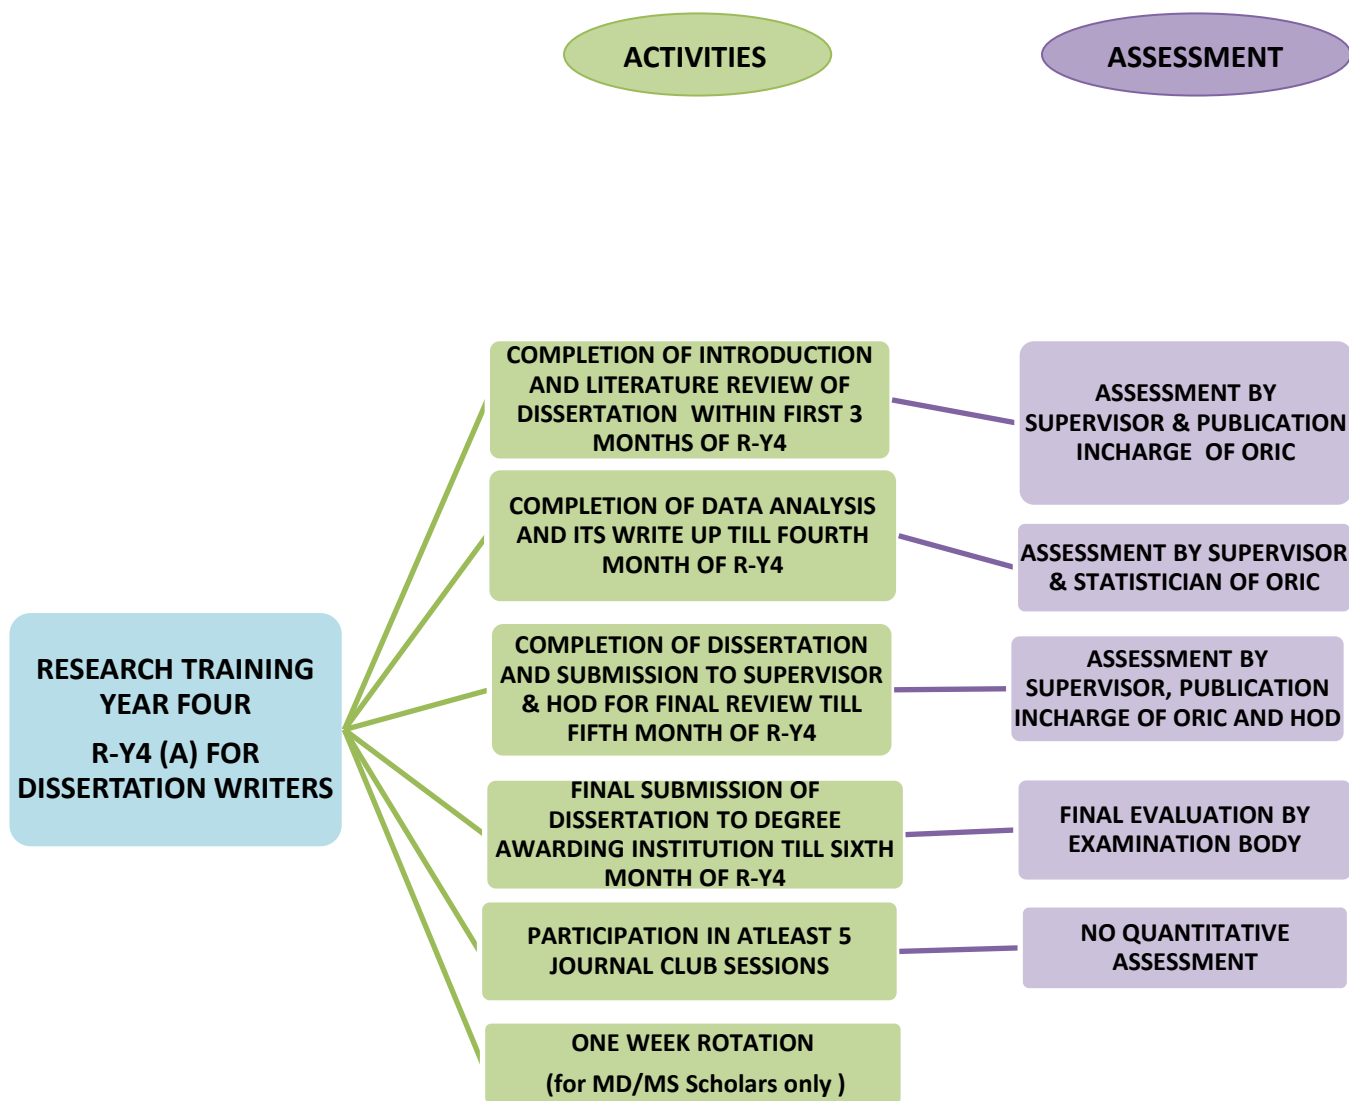 ACTIVITIES
ASSESSMENT
RESEARCH TRAINING
YEAR FOUR
R-Y4 (A) FOR
DISSERTATION WRITERS
COMPLETION OF INTRODUCTION
AND LITERATURE REVIEW OF
DISSERTATION WITHIN FIRST 3
MONTHS OF R-Y4
ASSESSMENT BY
SUPERVISOR & PUBLICATION
INCHARGE OF ORIC
COMPLETION OF DATA ANALYSIS
AND ITS WRITE UP TILL FOURTH
MONTH OF R-Y4
ASSESSMENT BY SUPERVISOR
& STATISTICIAN OF ORIC
COMPLETION OF DISSERTATION
AND SUBMISSION TO SUPERVISOR
& HOD FOR FINAL REVIEW TILL
FIFTH MONTH OF R-Y4
ASSESSMENT BY
SUPERVISOR, PUBLICATION
INCHARGE OF ORIC AND HOD
FINAL SUBMISSION OF
DISSERTATION TO DEGREE
AWARDING INSTITUTION TILL SIXTH
MONTH OF R-Y4
FINAL EVALUATION BY
EXAMINATION BODY
PARTICIPATION IN ATLEAST 5
JOURNAL CLUB SESSIONS
NO QUANTITATIVE
ASSESSMENT
ONE WEEK ROTATION
(for MD/MS Scholars only )